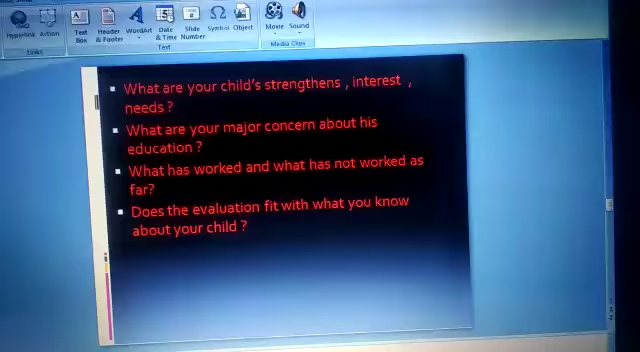 Hyperlink Action
Text Box
Header & Footer
WordArt
Date & Time
Slide Number
Symbol
Object
Movie
Sound
Links
Text
Media Clips
What are your child's strengthens , interest ,
needs ?
What are your major concern about his
education ?
What has worked and what has not worked as
far?
Does the evaluation fit with what you know
about your child ?